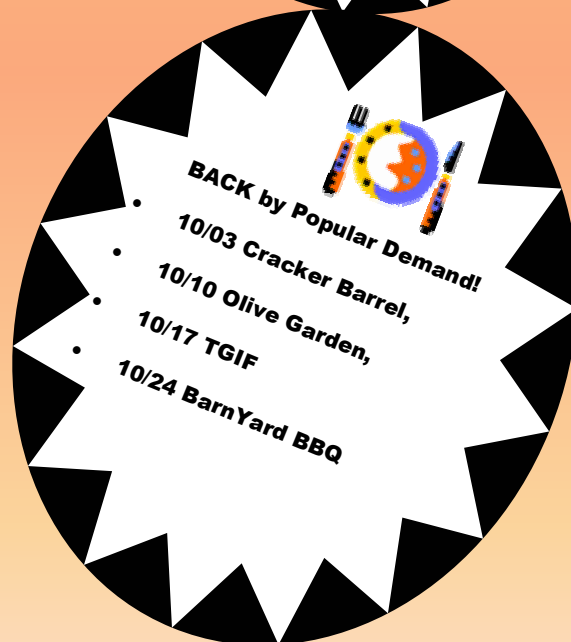 BACK by Popular Demand!
• 10/03 Cracker Barrel,
• 10/10 Olive Garden,
• 10/17 TGIF
• 10/24 BarnYard BBQ